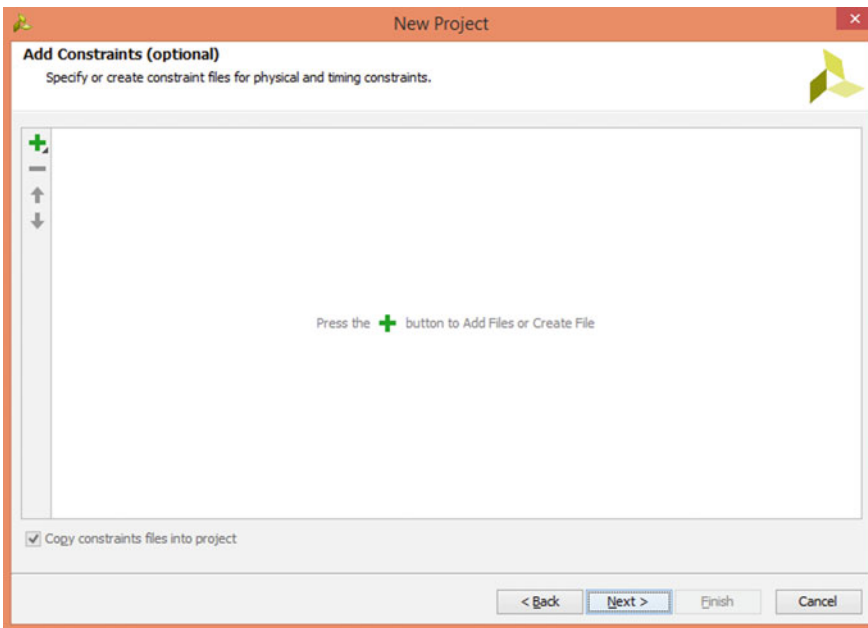 New Project
Add Constraints (optional)
Specify or create constraint files for physical and timing constraints.
Press the + button to Add Files or Create File
Copy constraints files into project
< Back Next > Finish Cancel